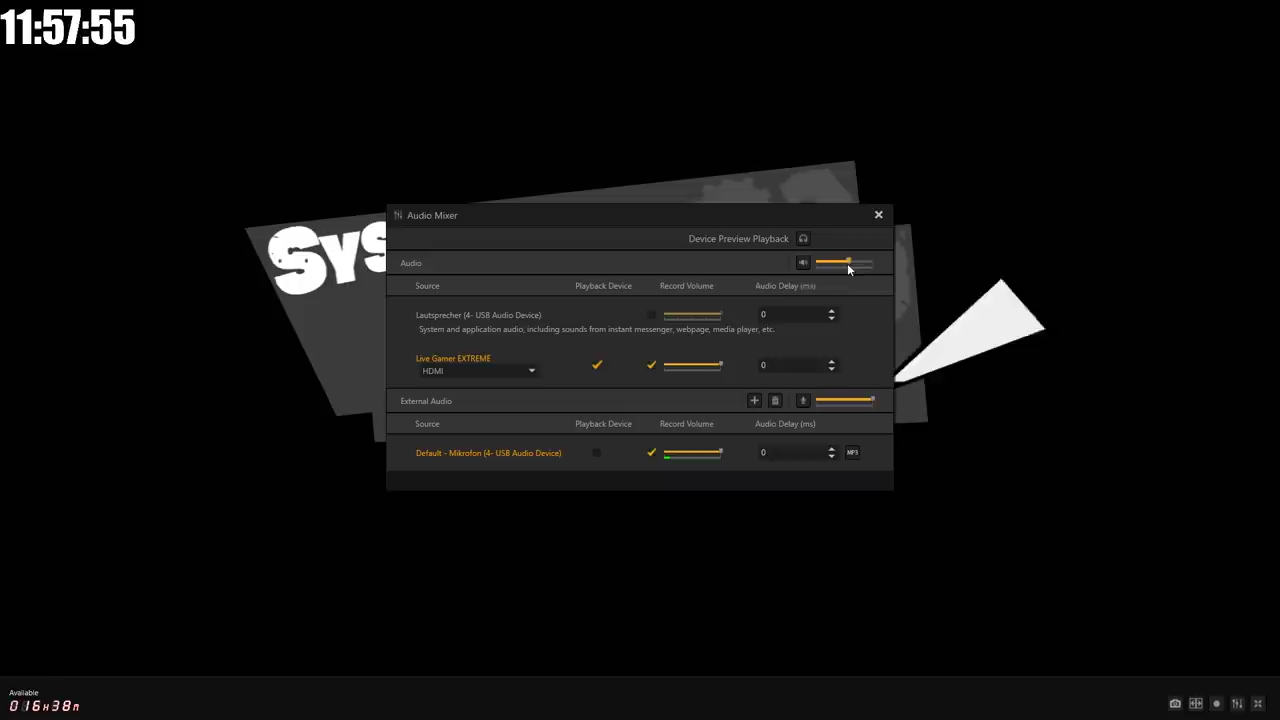 11:57:55
Sys
Audio Mixer
Device Preview Playback
Audio
Source Playback Device Record Volume Audio Delay (ms)
Lautsprecher (4- USB Audio Device) 0
System and application audio, including sounds from instant messenger, webpage, media player, etc.
Live Gamer EXTREME
HDMI 0
External Audio
Source Playback Device Record Volume Audio Delay (ms)
Default - Mikrofon (4- USB Audio Device) 0 MP3
Available
016H38m